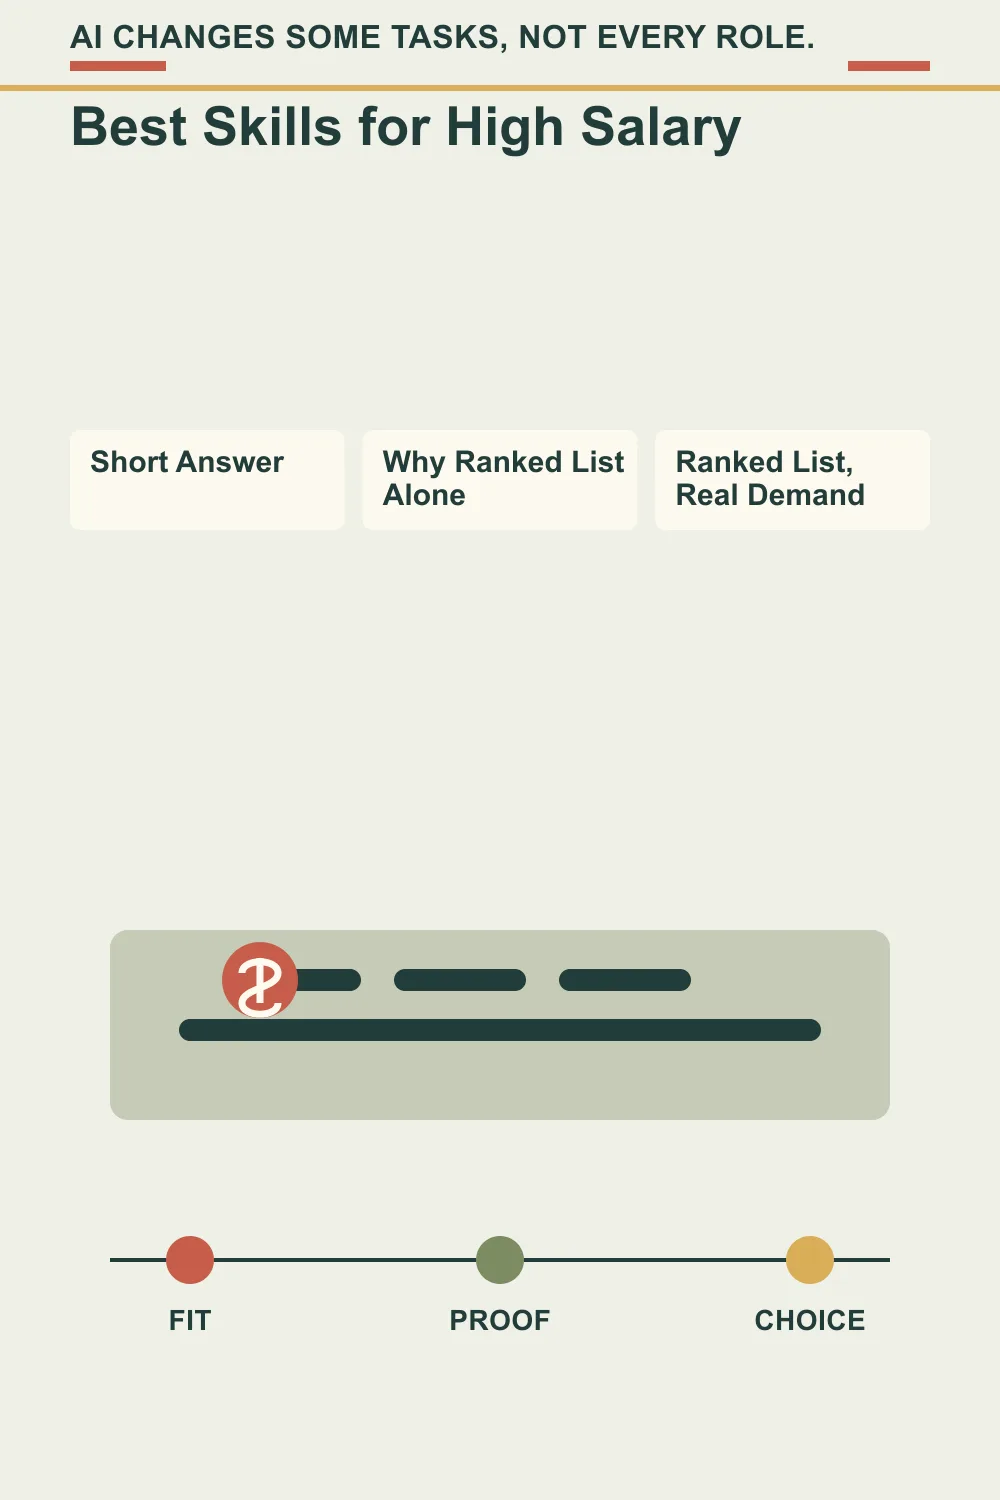 AI CHANGES SOME TASKS, NOT EVERY ROLE.
Best Skills for High Salary
Short Answer
Why Ranked List
Alone
Ranked List,
Real Demand
FIT
PROOF
CHOICE